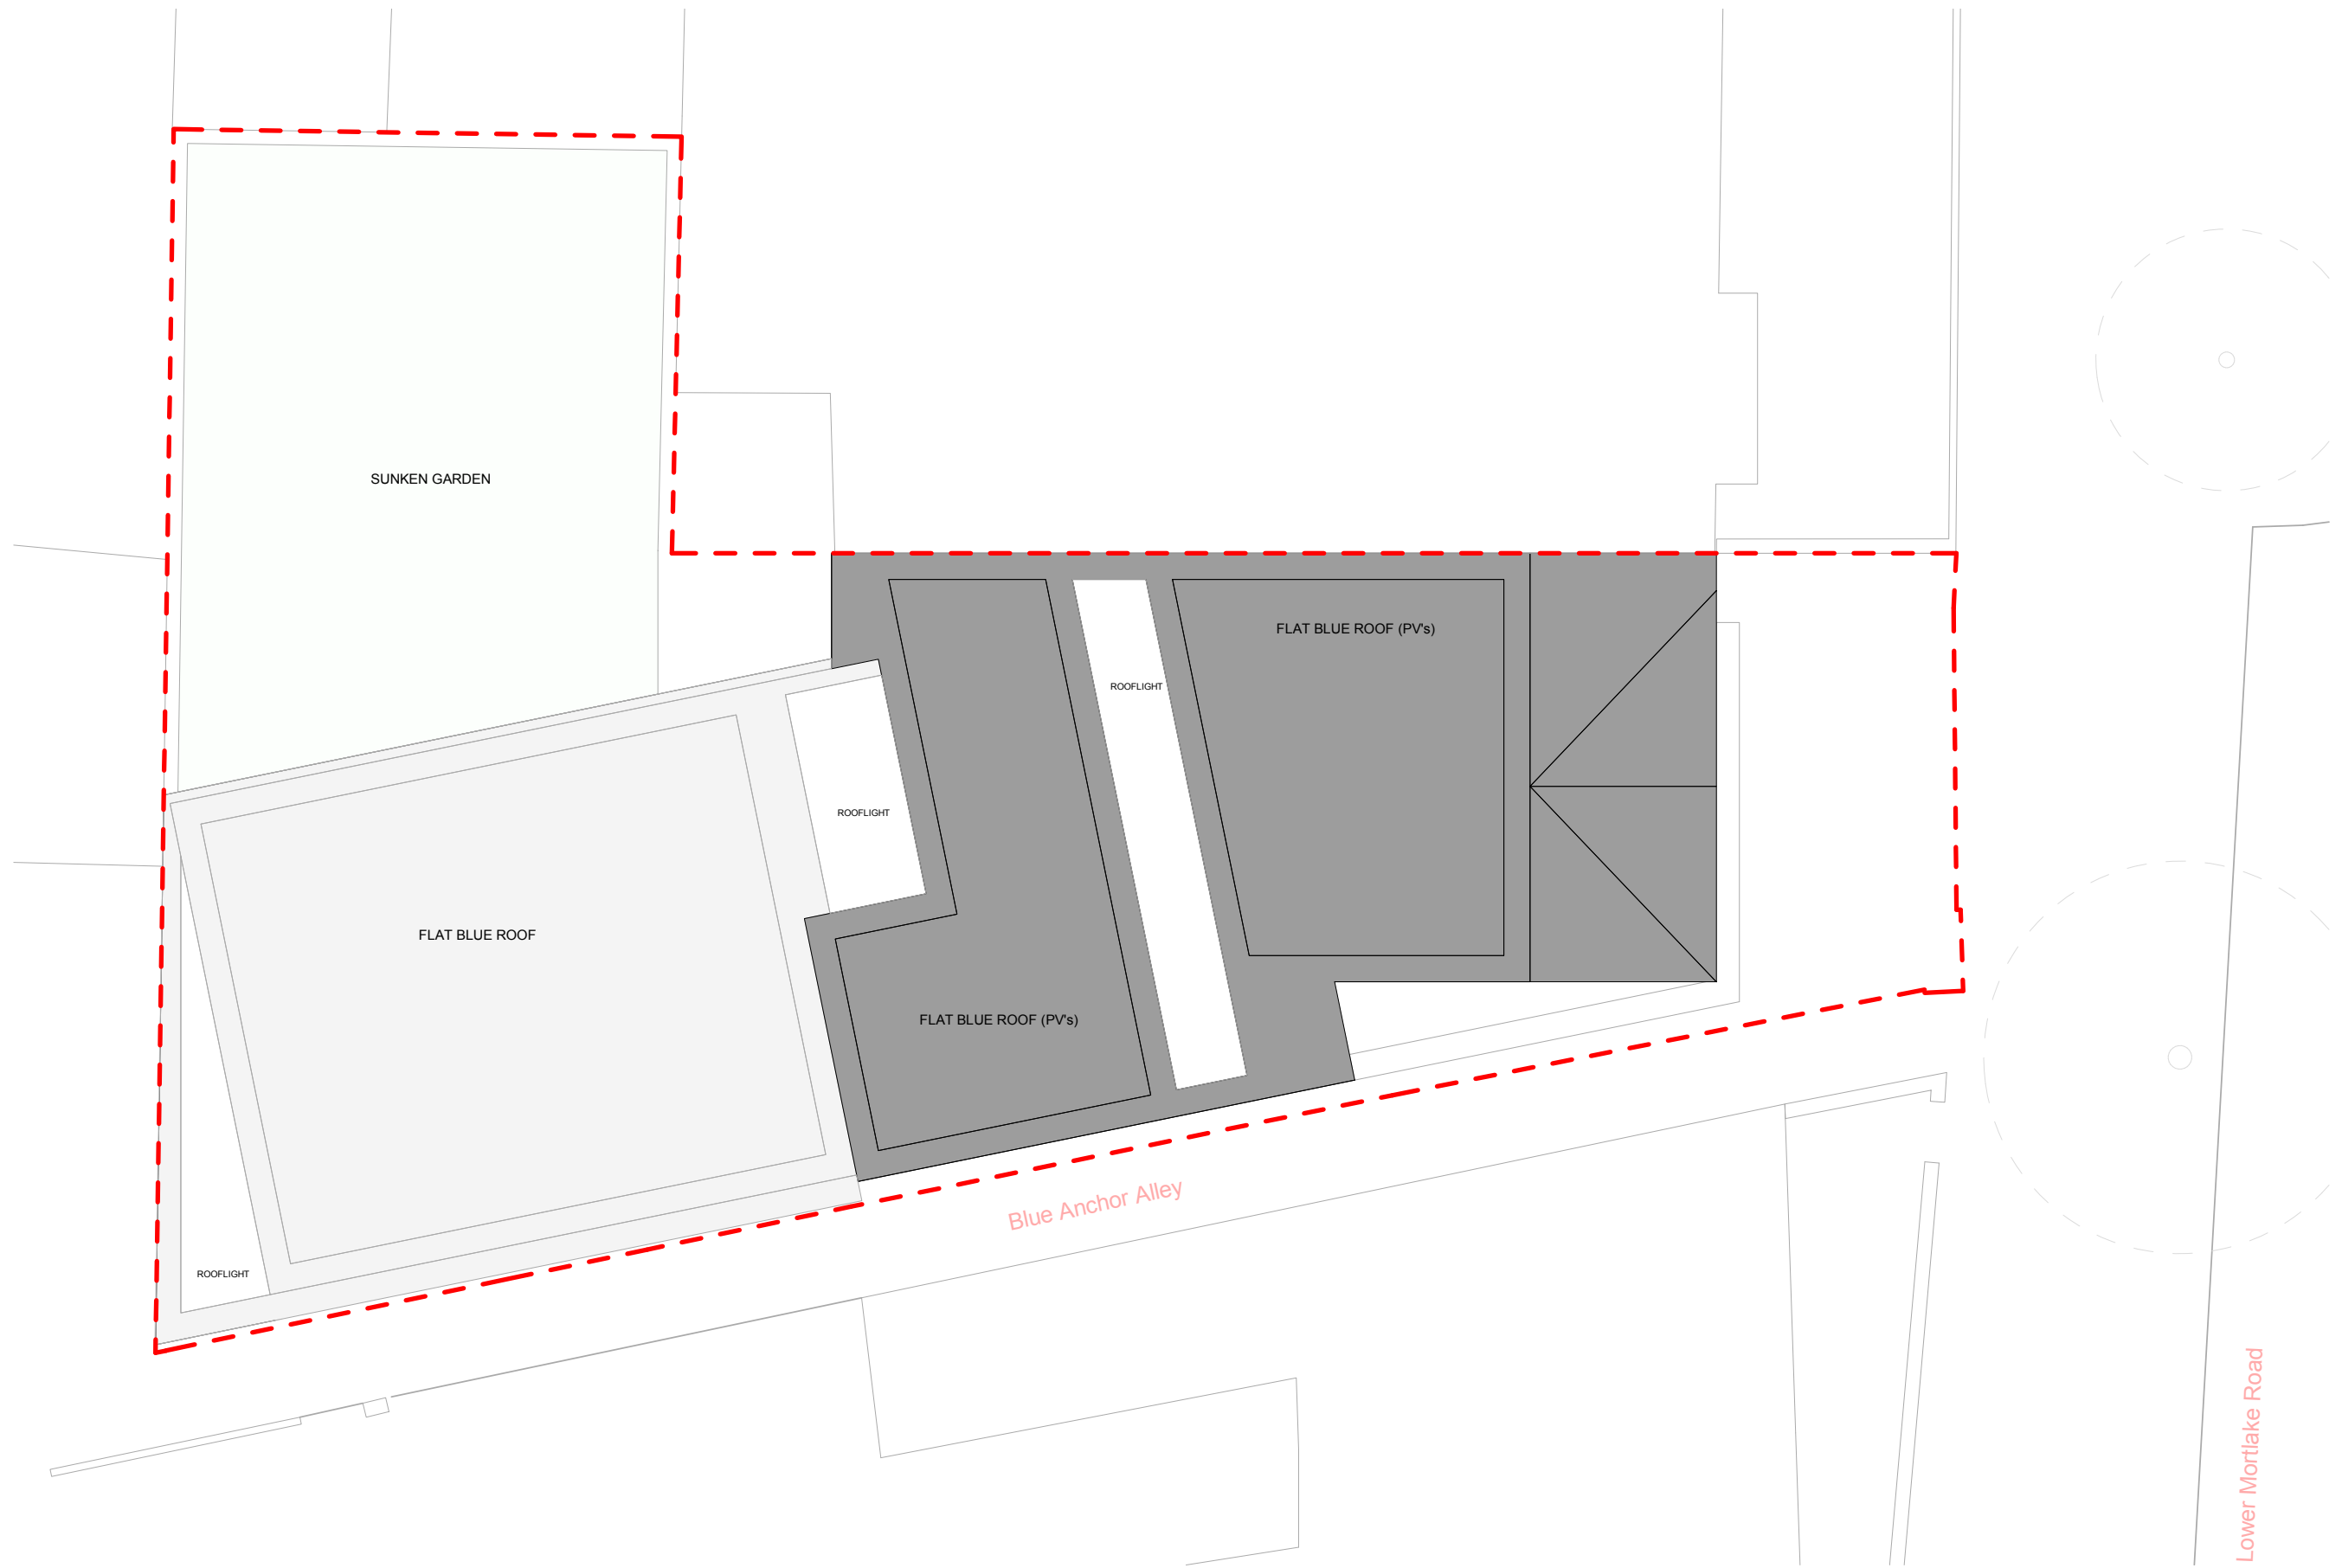 SUNKEN GARDEN
FLAT BLUE ROOF (PV's)
ROOFLIGHT
ROOFLIGHT
FLAT BLUE ROOF
FLAT BLUE ROOF (PV's)
Blue Anchor Alley
ROOFLIGHT
Lower Mortlake Road